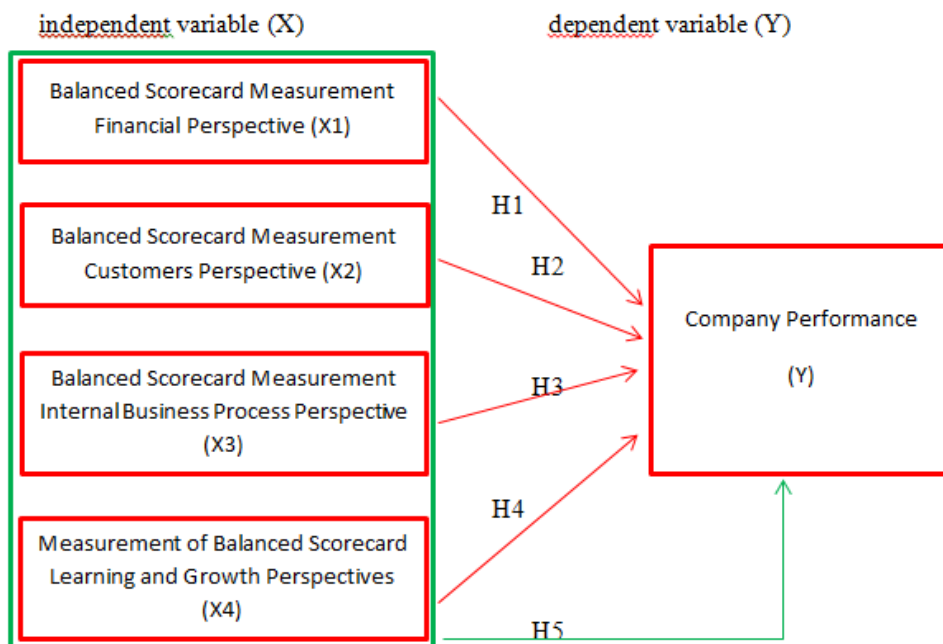 independent variable (X)
dependent variable (Y)
Balanced Scorecard Measurement
Financial Perspective (X1)
Balanced Scorecard Measurement
Customers Perspective (X2)
Balanced Scorecard Measurement
Internal Business Process Perspective
(X3)
Measurement of Balanced Scorecard
Learning and Growth Perspectives
(X4)
H1
H2
H3
H4
H5
Company Performance
(Y)